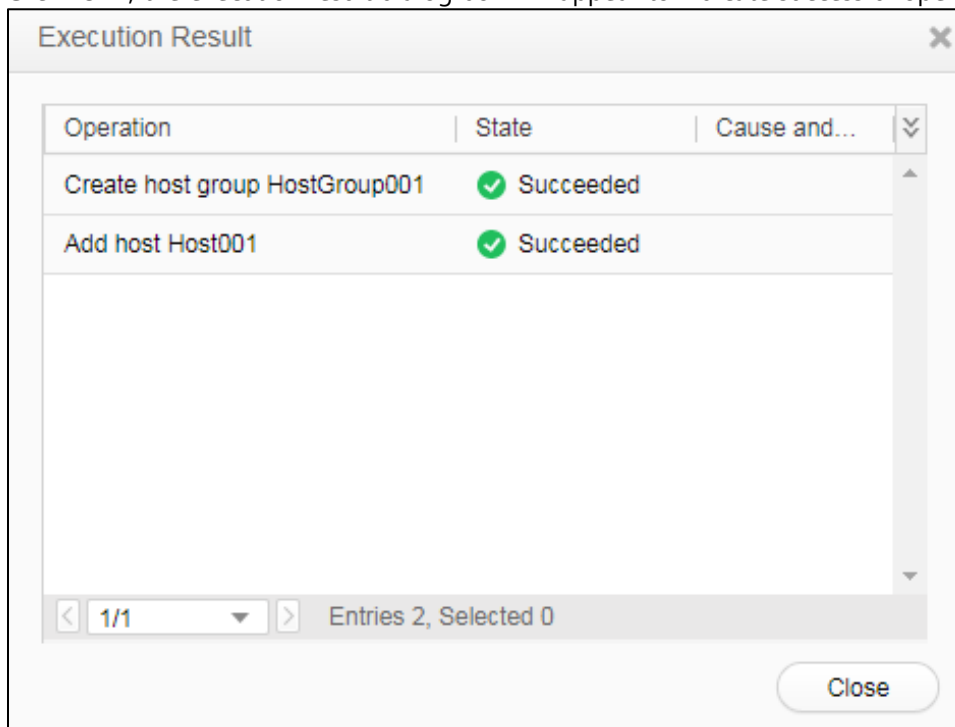 Execution Result
Operation State Cause and...
Create host group HostGroup001 Succeeded
Add host Host001 Succeeded
1/1 Entries 2, Selected 0
Close